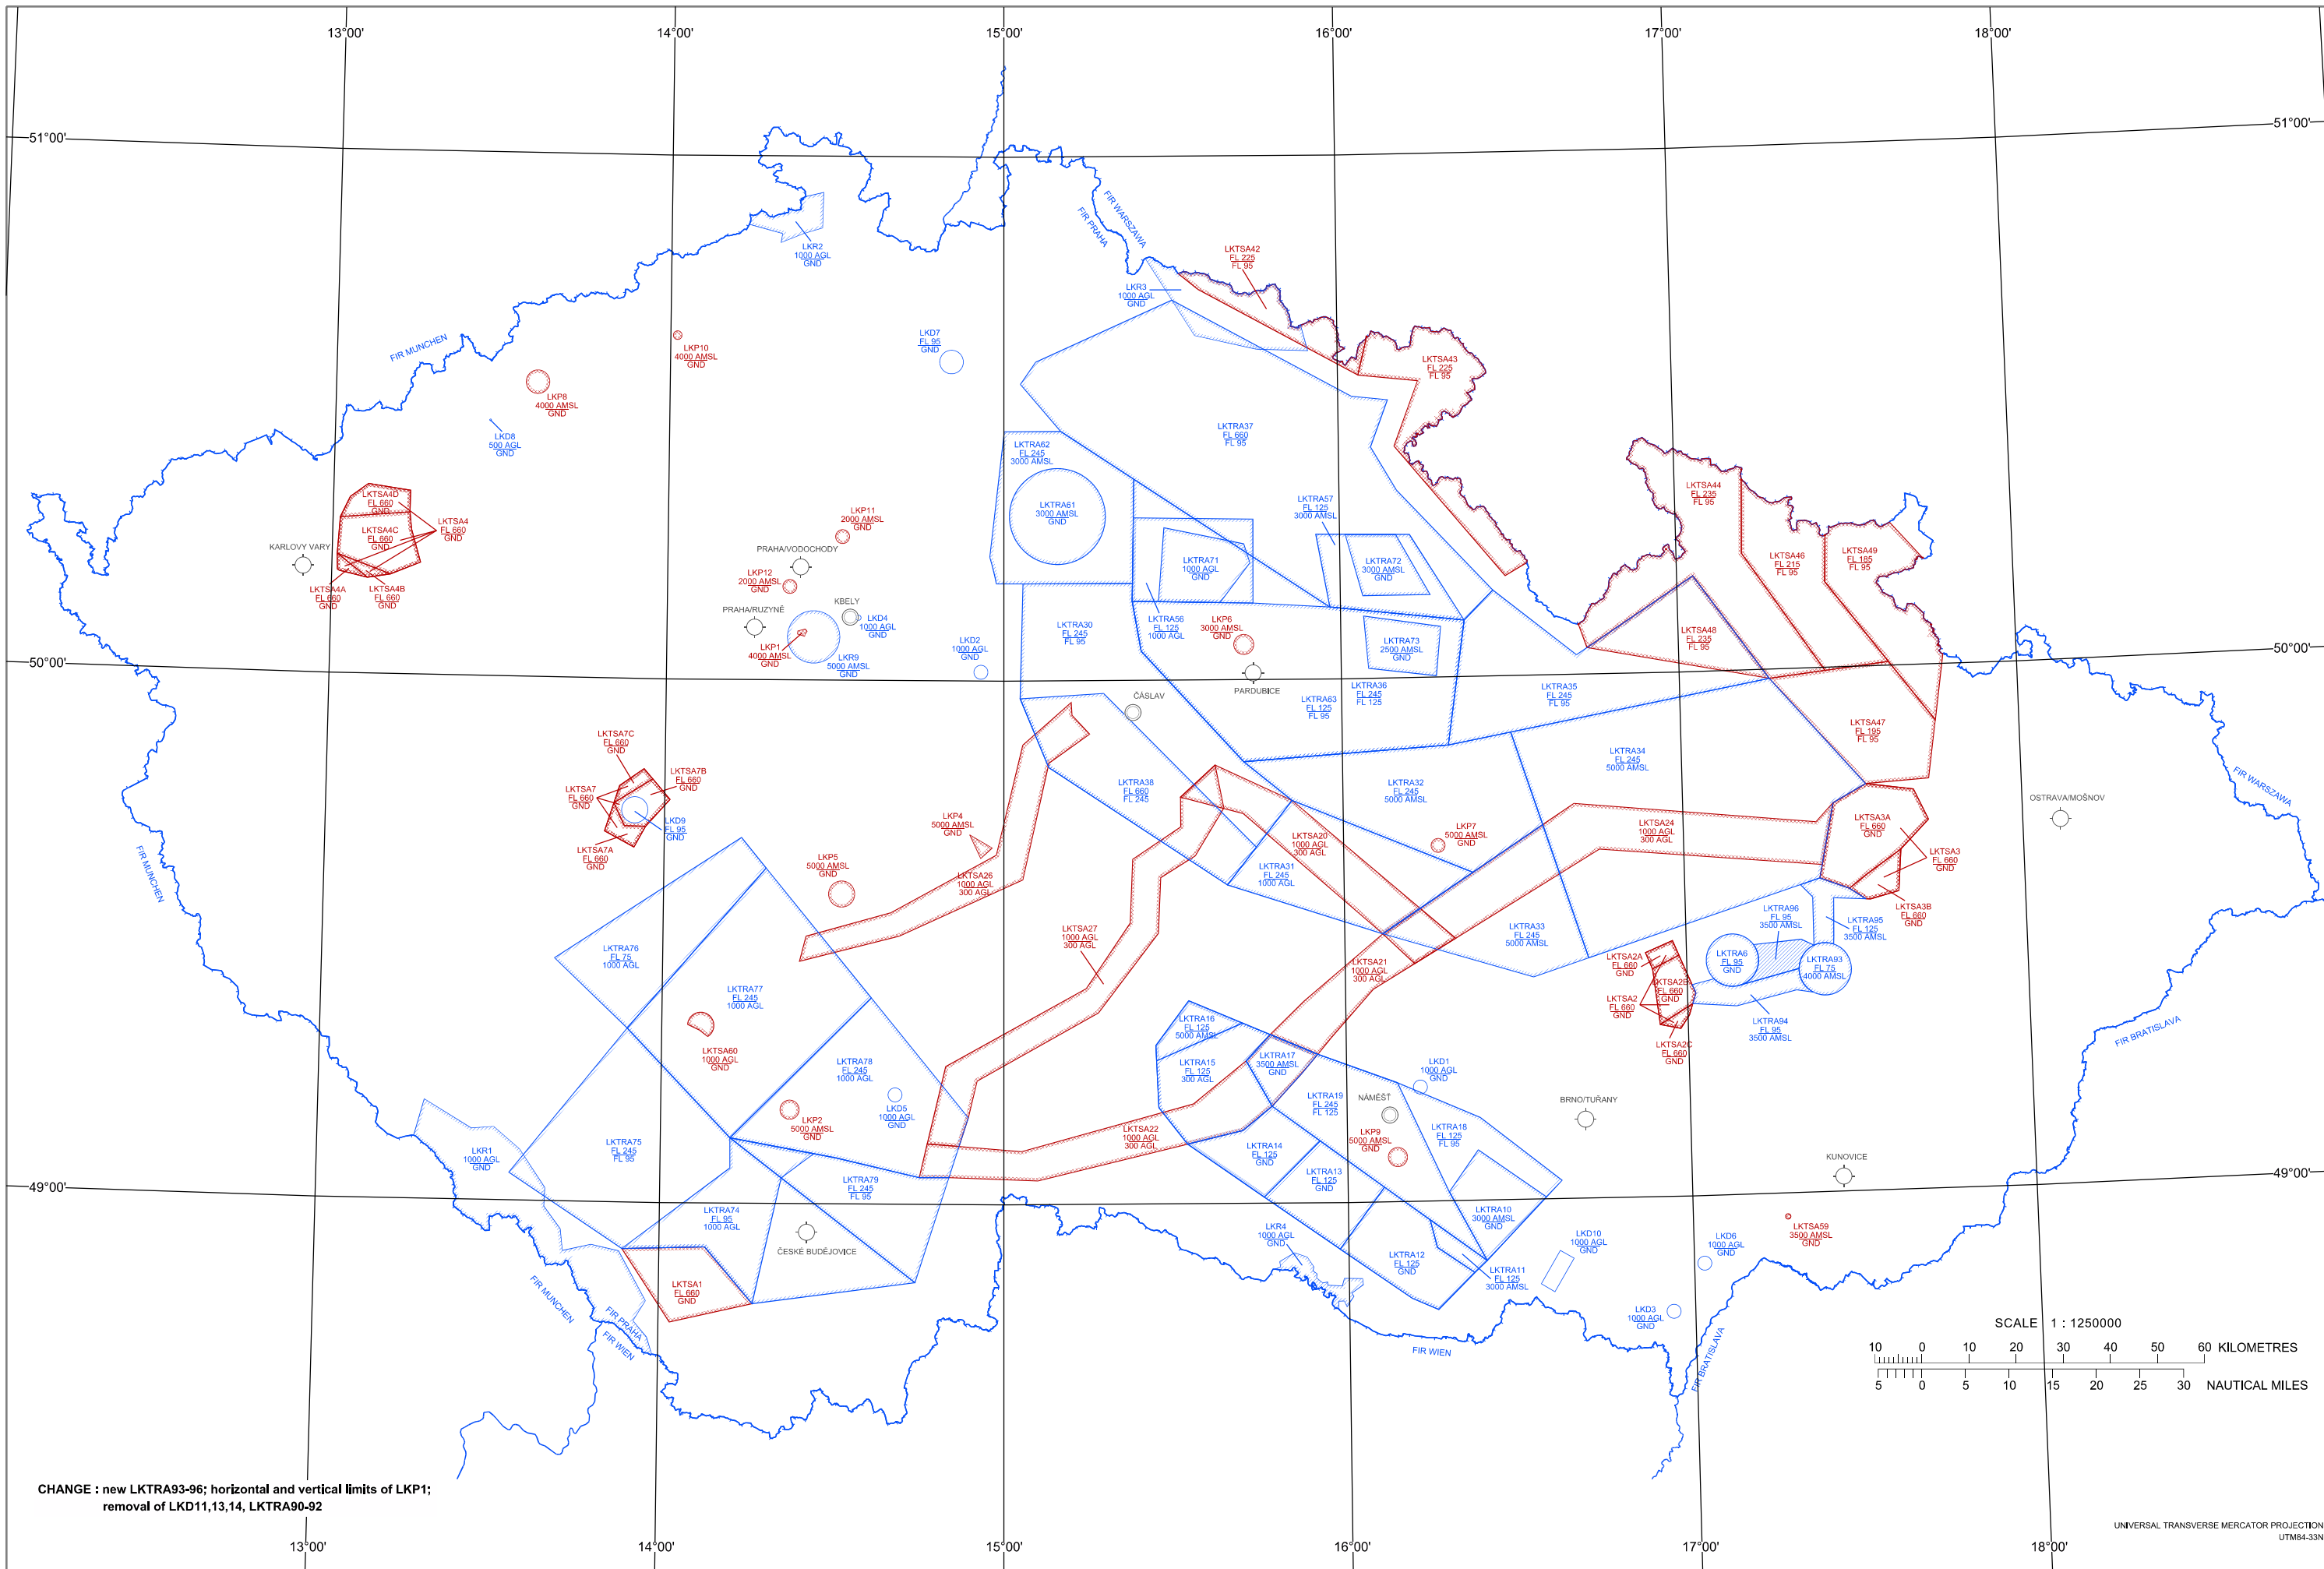 13°00'
14°00'
15°00'
16°00'
17°00'
18°00'
51°00'
51°00'
FIR WARSZAWA
FIR PRAHA
LKR2
1000 AGL
GND
LKTSA42
FL 225
FL 95
LKR3
1000 AGL
GND
FIR MUNCHEN
LKP10
4000 AMSL
GND
LKD7
FL 95
GND
LKTSA43
FL 225
FL 95
LKP8
4000 AMSL
GND
LKD8
500 AGL
GND
LKTRA37
FL 660
FL 95
LKTRA62
FL 245
3000 AMSL
LKTSA4D
FL 660
GND
LKTSA4C
FL 660
GND
LKTSA4
FL 660
GND
LKTSA4A
FL 660
GND
LKTSA4B
FL 660
GND
KARLOVY VARY
LKTRA61
3000 AMSL
GND
LKTRA57
FL 125
3000 AMSL
LKTSA44
FL 235
FL 95
LKP11
2000 AMSL
GND
PRAHA/VODOCHODY
LKP12
2000 AMSL
GND
LKTRA71
1000 AGL
GND
LKTRA72
3000 AMSL
GND
LKTSA46
FL 215
FL 95
LKTSA49
FL 185
FL 95
PRAHA/RUZYNĚ
KBELY
LKD4
1000 AGL
GND
LKP1
4000 AMSL
GND
LKR9
5000 AMSL
GND
LKD2
1000 AGL
GND
LKTRA30
FL 245
FL 95
LKTRA56
FL 125
1000 AGL
LKP6
3000 AMSL
GND
LKTRA73
2500 AMSL
GND
LKTSA48
FL 235
FL 95
50°00'
50°00'
PARDUBICE
ČÁSLAV
LKTRA63
FL 125
FL 95
LKTRA36
FL 245
FL 125
LKTRA35
FL 245
FL 95
LKTSA47
FL 195
FL 95
LKTSA7C
FL 660
GND
LKTSA7B
FL 660
GND
LKTSA7
FL 660
GND
LKD9
FL 95
GND
LKTSA7A
FL 660
GND
LKTRA38
FL 660
FL 245
LKTRA32
FL 245
5000 AMSL
LKTRA34
FL 245
5000 AMSL
FIR WARSZAWA
OSTRAVA/MOŠNOV
LKP4
5000 AMSL
GND
LKTSA20
1000 AGL
300 AGL
LKP7
5000 AMSL
GND
LKTSA24
1000 AGL
300 AGL
LKTSA3A
FL 660
GND
LKTSA3
FL 660
GND
LKTSA3B
FL 660
GND
FIR MUNCHEN
LKP5
5000 AMSL
GND
LKTSA26
1000 AGL
300 AGL
LKTRA31
FL 245
1000 AGL
LKTRA33
FL 245
5000 AMSL
LKTRA96
FL 95
3500 AMSL
LKTRA95
FL 125
3500 AMSL
LKTRA76
FL 75
1000 AGL
LKTSA27
1000 AGL
300 AGL
LKTSA21
1000 AGL
300 AGL
LKTSA2A
FL 660
GND
LKTSA2B
FL 660
GND
LKTSA2
FL 660
GND
LKTSA2C
FL 660
GND
LKTRA6
FL 95
GND
LKTRA93
FL 75
4000 AMSL
LKTRA94
FL 95
3500 AMSL
FIR BRATISLAVA
LKTRA77
FL 245
1000 AGL
LKTSA60
1000 AGL
GND
LKTRA78
FL 245
1000 AGL
LKD5
1000 AGL
GND
LKP2
5000 AMSL
GND
LKTRA16
FL 125
5000 AMSL
LKTRA15
FL 125
300 AGL
LKTRA17
3500 AMSL
GND
LKD1
1000 AGL
GND
LKTRA19
FL 245
FL 125
NÁMĚŠŤ
LKP9
5000 AMSL
GND
LKTRA18
FL 125
FL 95
BRNO/TUŘANY
LKTSA22
1000 AGL
300 AGL
LKTRA14
FL 125
GND
LKTRA13
FL 125
GND
LKTRA75
FL 245
FL 95
LKR1
1000 AGL
GND
KUNOVICE
49°00'
49°00'
LKTRA79
FL 245
FL 95
LKTRA74
FL 95
1000 AGL
ČESKÉ BUDĚJOVICE
LKTRA10
3000 AMSL
GND
LKR4
1000 AGL
GND
LKTRA12
FL 125
GND
LKTRA11
FL 125
3000 AMSL
LKD10
1000 AGL
GND
LKD6
1000 AGL
GND
LKTSA59
3500 AMSL
GND
LKTSA1
FL 660
GND
LKD3
1000 AGL
GND
FIR MUNCHEN
FIR PRAHA
FIR WIEN
FIR WIEN
FIR BRATISLAVA
SCALE 1 : 1250000
10 0 10 20 30 40 50 60 KILOMETRES
5 0 5 10 15 20 25 30 NAUTICAL MILES
CHANGE : new LKTRA93-96; horizontal and vertical limits of LKP1;
removal of LKD11,13,14, LKTRA90-92
UNIVERSAL TRANSVERSE MERCATOR PROJECTION
UTM84-33N
13°00'
14°00'
15°00'
16°00'
17°00'
18°00'